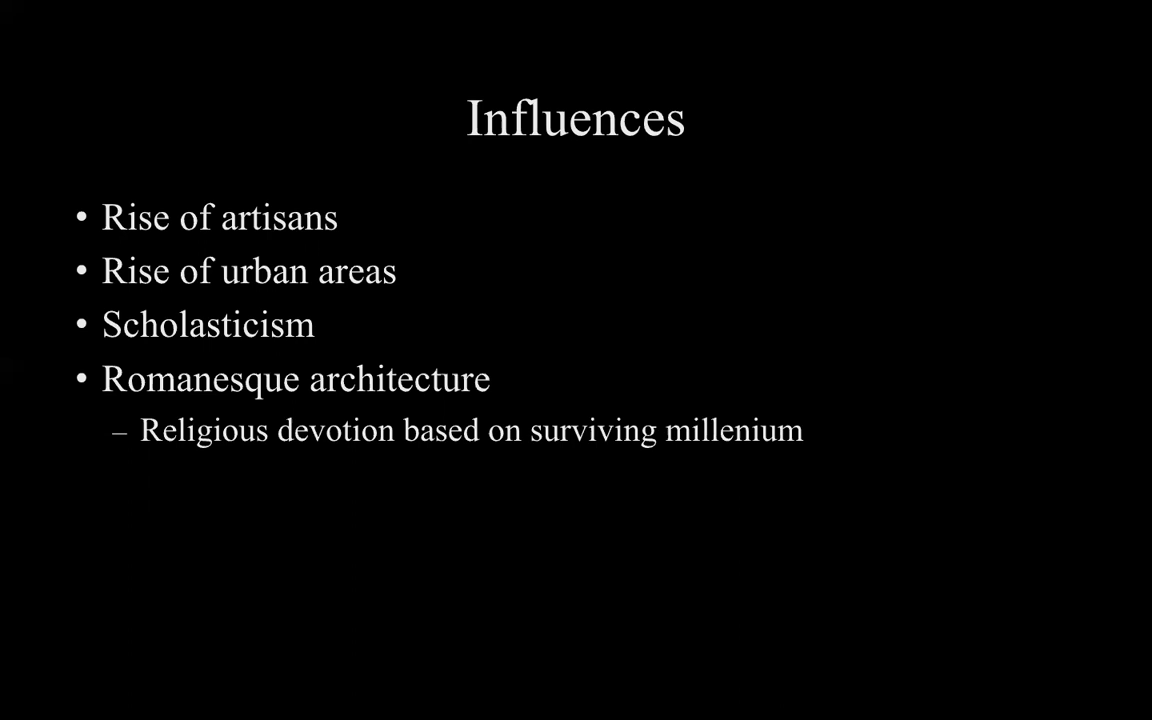 Influences
• Rise of artisans
• Rise of urban areas
• Scholasticism
• Romanesque architecture
– Religious devotion based on surviving millenium